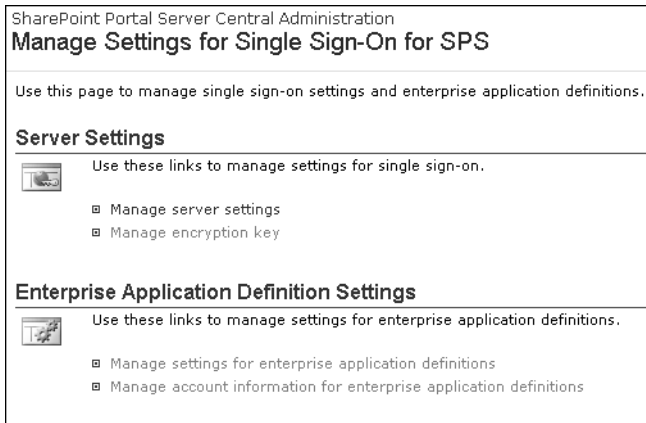 SharePoint Portal Server Central Administration
Manage Settings for Single Sign-On for SPS
Use this page to manage single sign-on settings and enterprise application definitions.
Server Settings
Use these links to manage settings for single sign-on.
Manage server settings
Manage encryption key
Enterprise Application Definition Settings
Use these links to manage settings for enterprise application definitions.
Manage settings for enterprise application definitions
Manage account information for enterprise application definitions